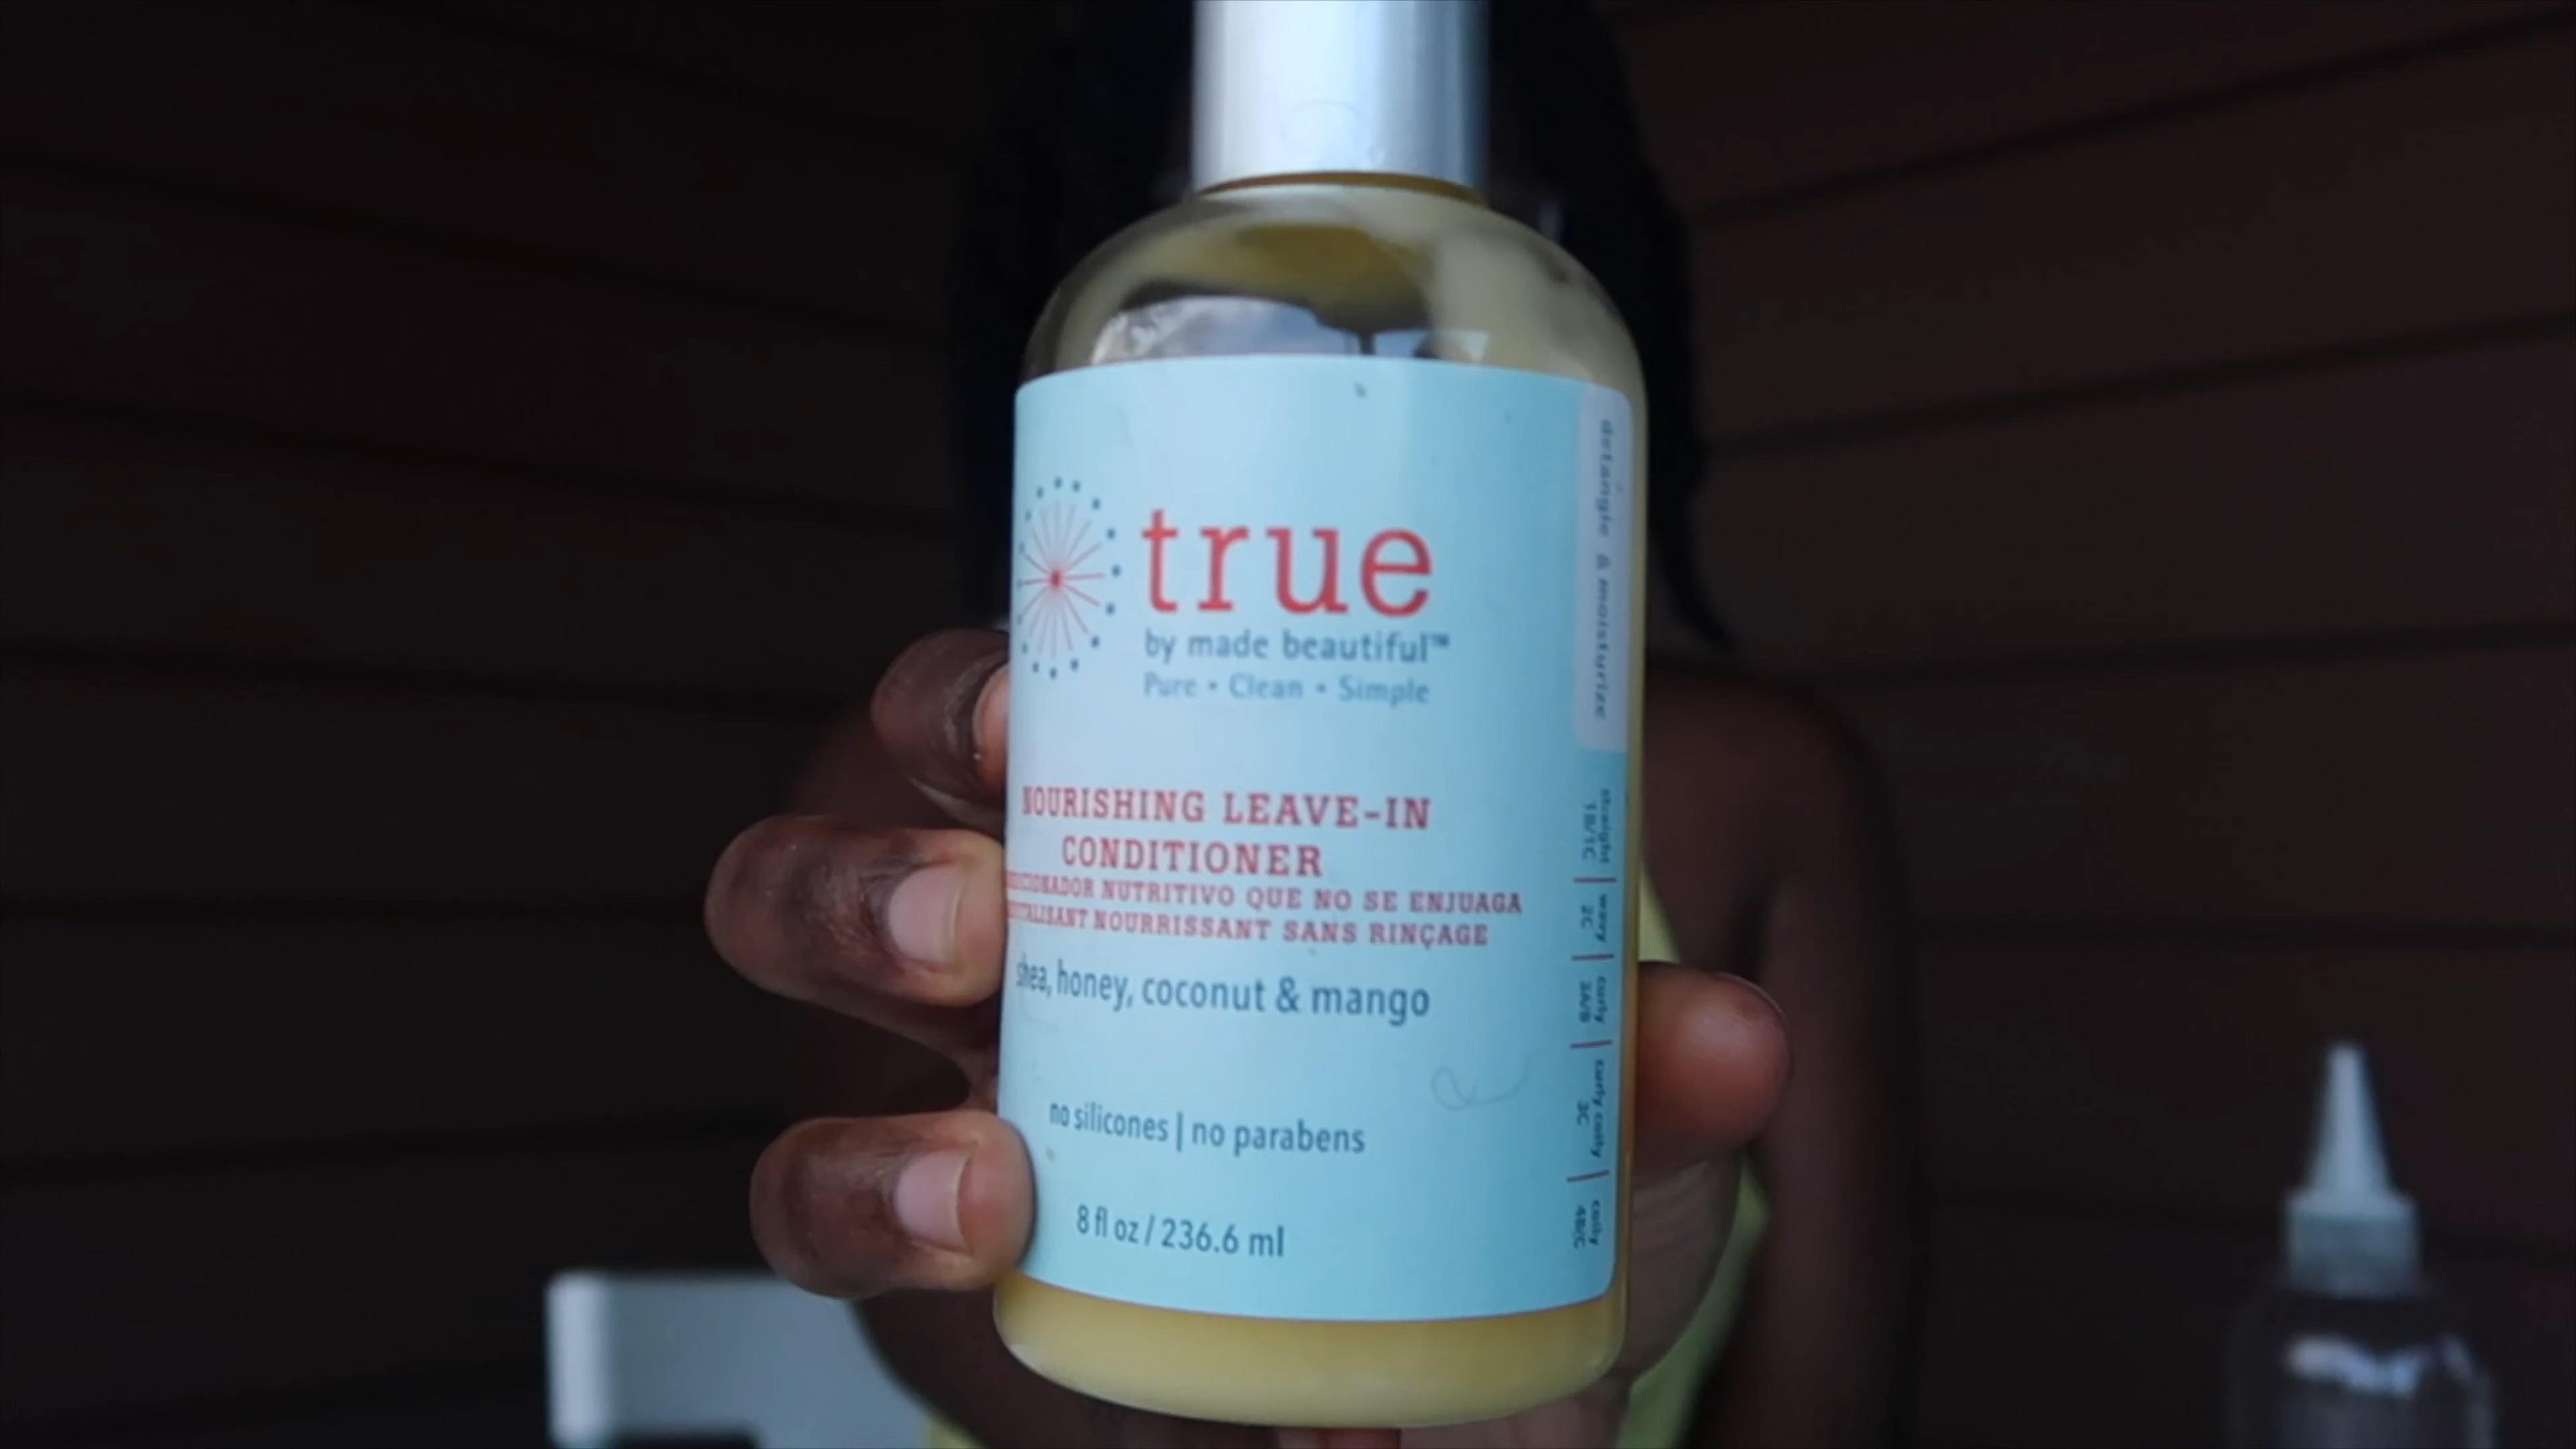 true
by made beautiful™
Pure • Clean • Simple
NOURISHING LEAVE-IN
CONDITIONER
NUTRITIVO QUE NO SE ENJUAGA
NOURRISSANT SANS RINÇAGE
shea, honey, coconut & mango
no silicones | no parabens
8 fl oz / 236.6 ml
detangle & moisturize
straight | wavy | curly | curly coily | coily
1B/1C 2C 3A/B 3C 4B/C